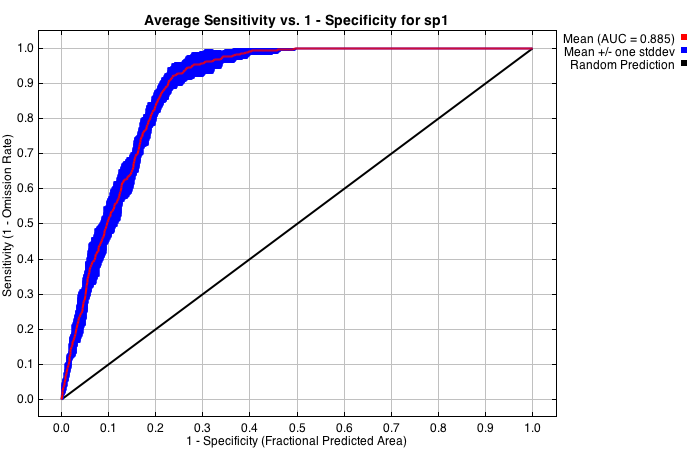 Average Sensitivity vs. 1 - Specificity for sp1
Mean (AUC = 0.885)
Mean +/- one stddev
Random Prediction
Sensitivity (1 - Omission Rate)
1.0
0.9
0.8
0.7
0.6
0.5
0.4
0.3
0.2
0.1
0.0
0.0 0.1 0.2 0.3 0.4 0.5 0.6 0.7 0.8 0.9 1.0
1 - Specificity (Fractional Predicted Area)